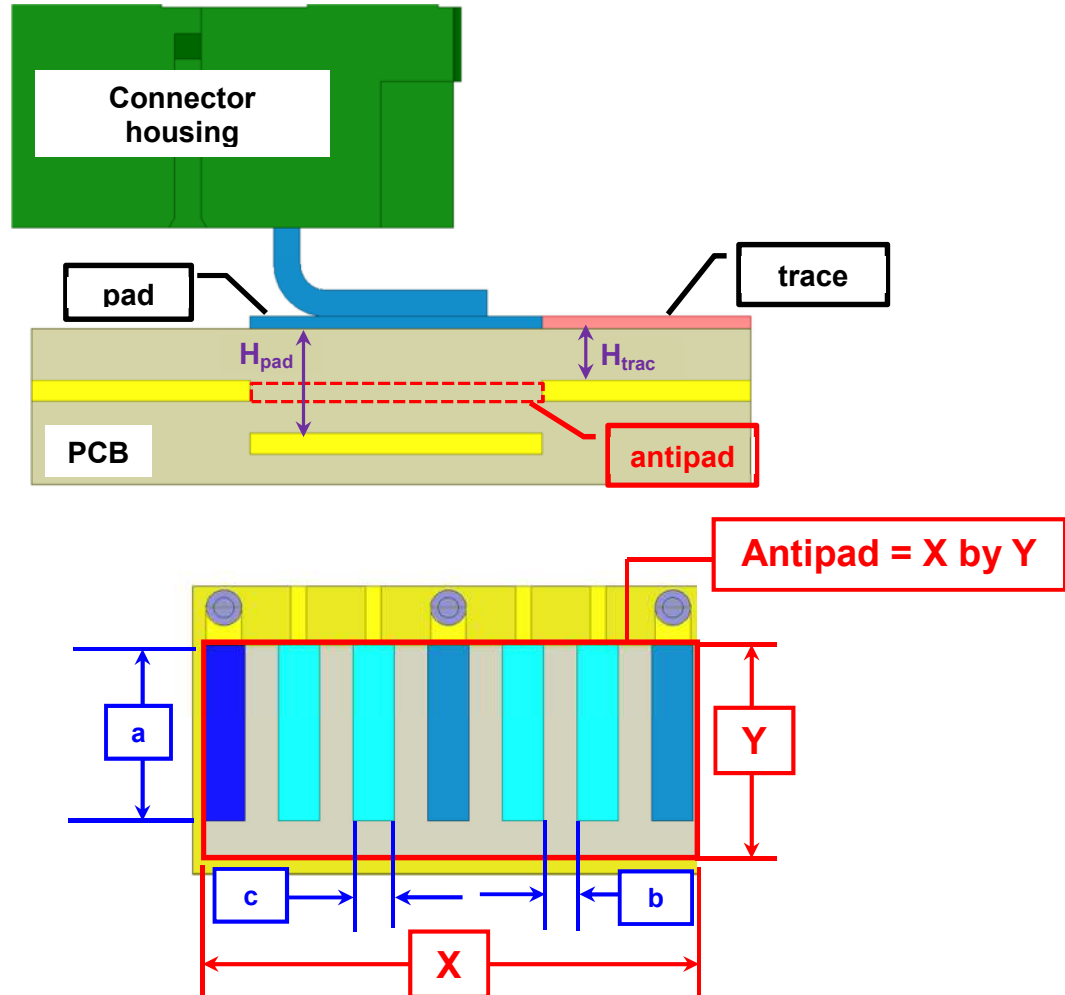 Connector
housing
pad
trace
Hpad
Htrac
PCB
antipad
Antipad = X by Y
a
Y
c
b
X